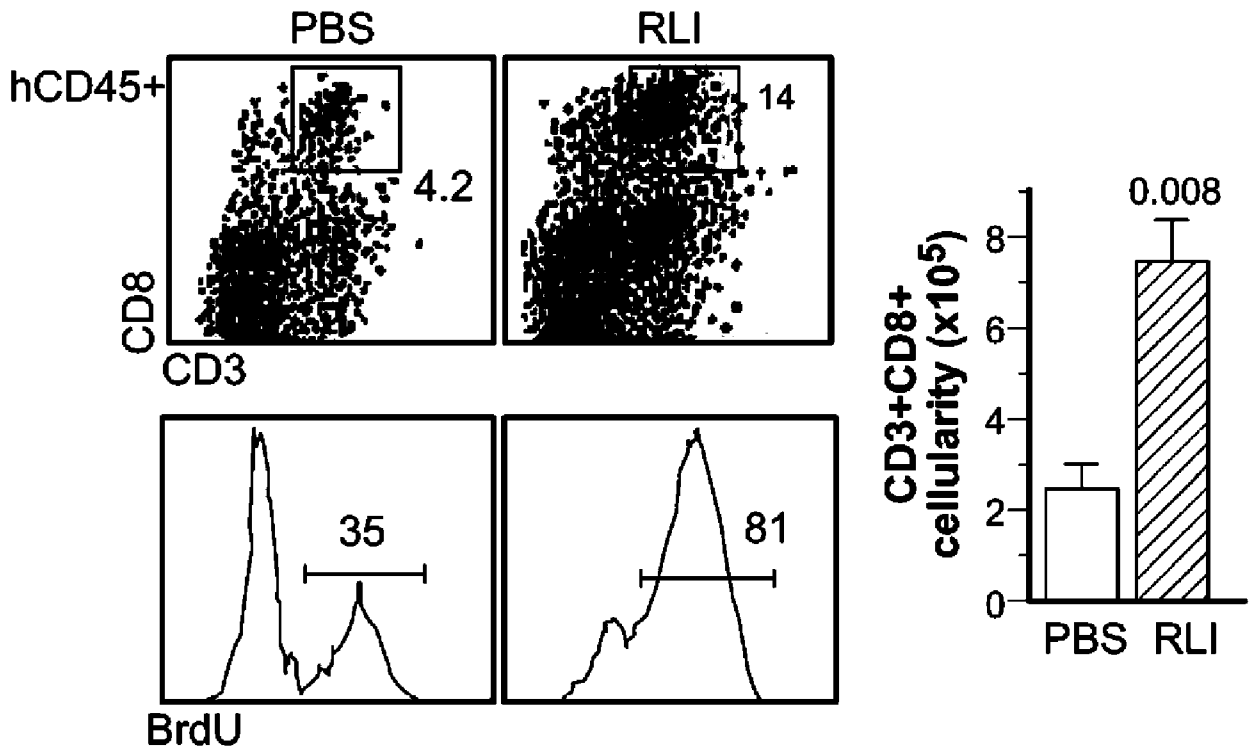 PBS RLI
hCD45+
14
4.2
CD8
CD3
35
81
BrdU
0.008
CD3+CD8+
cellularity (x10⁵)
8
6
4
2
0
PBS RLI